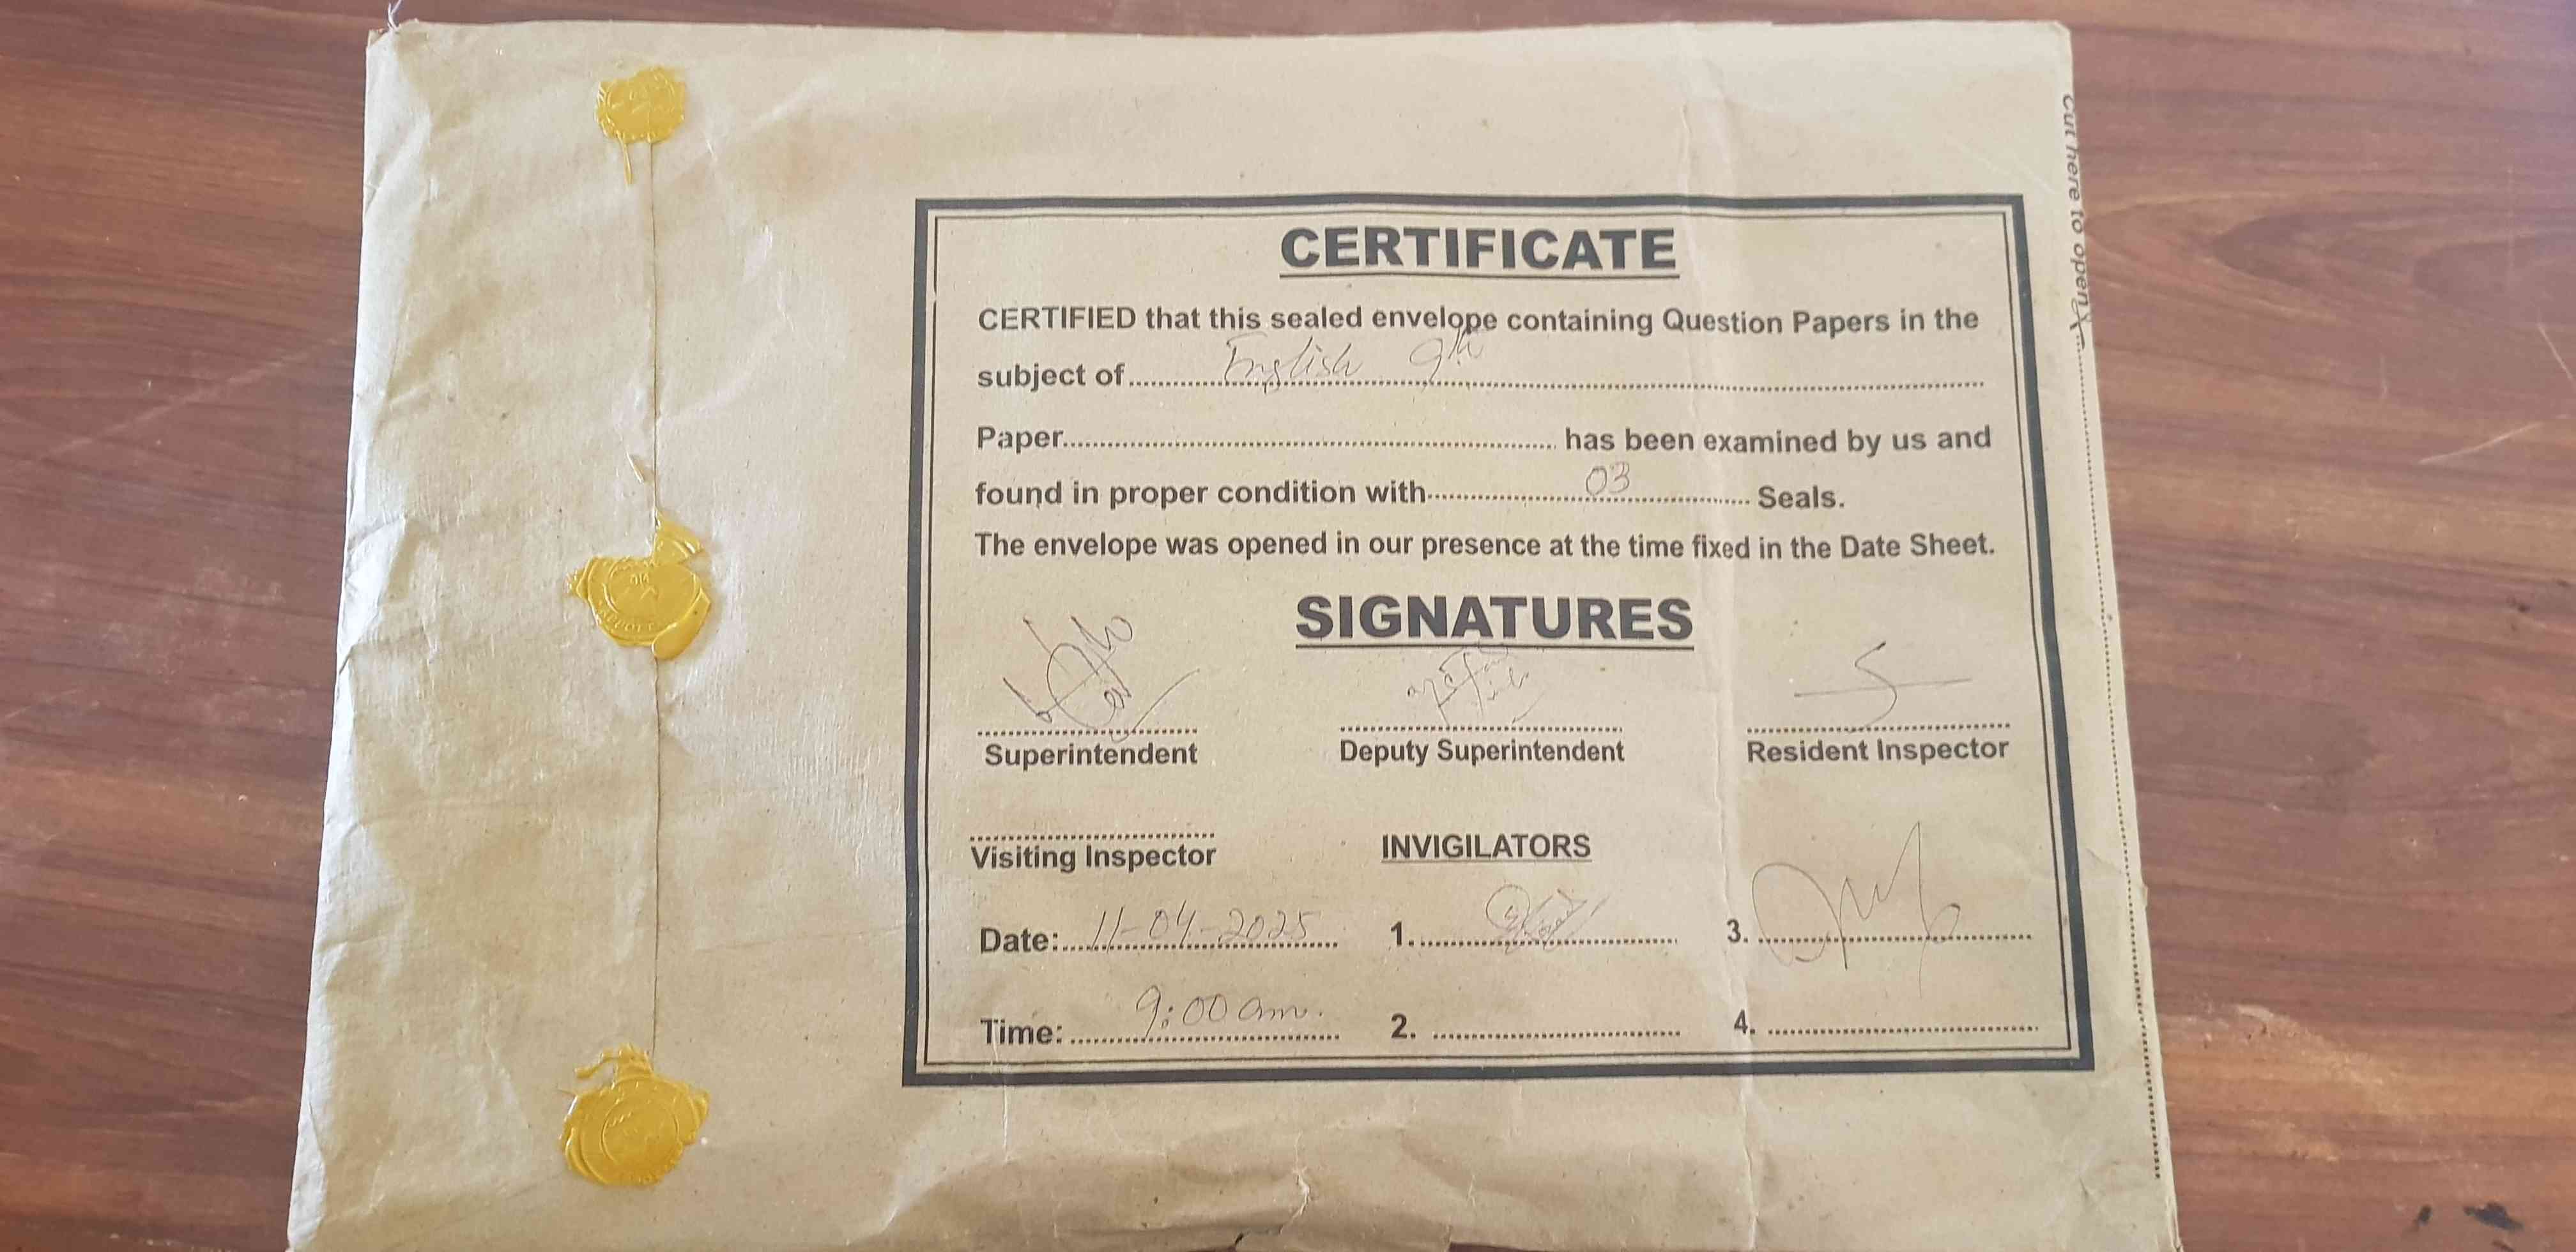 Cut here to open
CERTIFICATE
CERTIFIED that this sealed envelope containing Question Papers in the
subject of..........English 9th..........
Paper.......... has been examined by us and
found in proper condition with..........03.......... Seals.
The envelope was opened in our presence at the time fixed in the Date Sheet.
SIGNATURES
Superintendent Deputy Superintendent Resident Inspector
Visiting Inspector INVIGILATORS
Date:....11-04-2025.... 1. .......... 3. ..........
Time: ....9:00 am..... 2. .......... 4. ..........